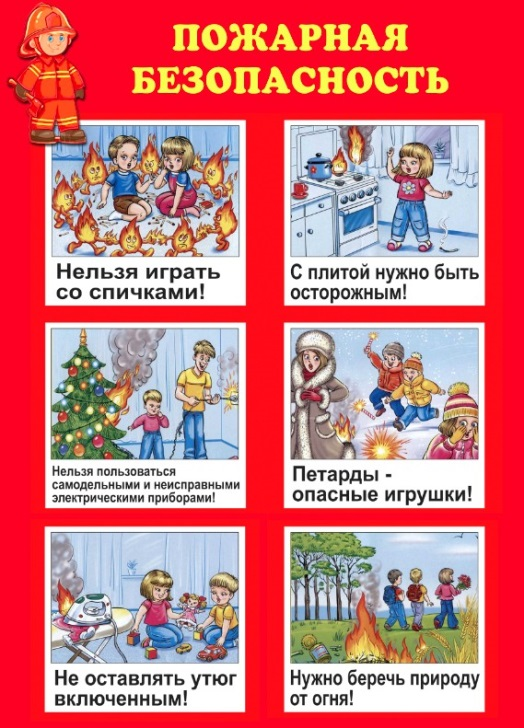 ПОЖАРНАЯ
БЕЗОПАСНОСТЬ
Нельзя играть
со спичками!
С плитой нужно быть
осторожным!
Нельзя пользоваться
самодельными и неисправными
электрическими приборами!
Петарды -
опасные игрушки!
Не оставлять утюг
включенным!
Нужно беречь природу
от огня!